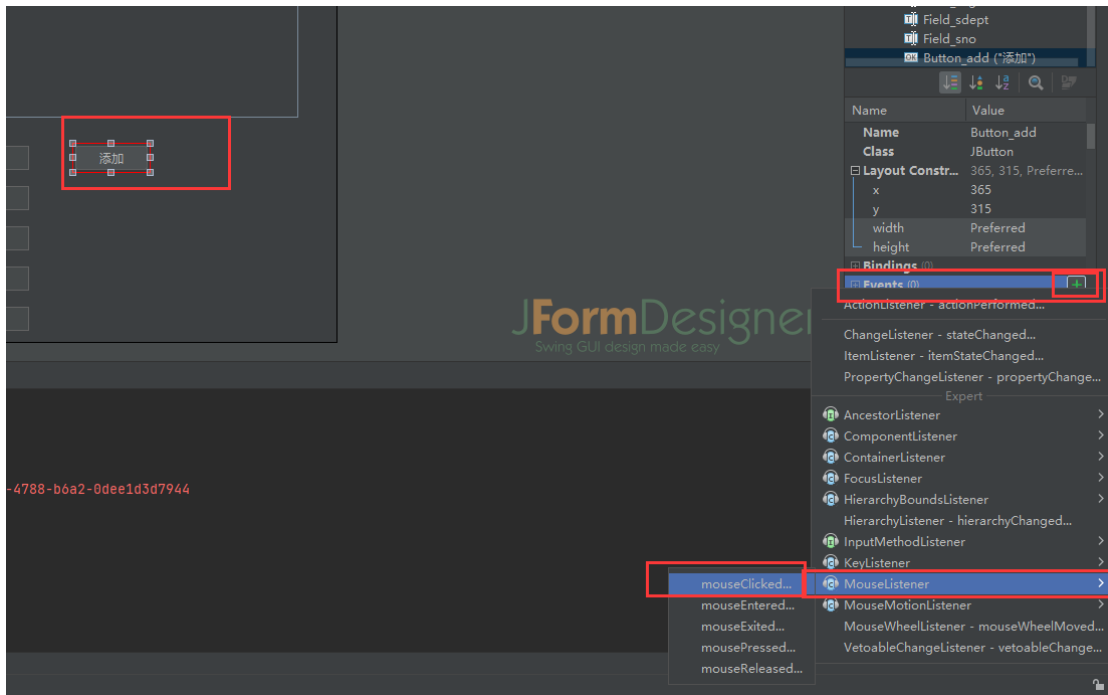 Field_sdept
Field_sno
Button_add ("添加")
Name Value
Name Button_add
Class JButton
Layout Constr... 365, 315, Preferre...
x 365
y 315
width Preferred
height Preferred
Bindings (0)
Events (0)
添加
JFormDesigner
Swing GUI design made easy
ActionListener - actionPerformed...
ChangeListener - stateChanged...
ItemListener - itemStateChanged...
PropertyChangeListener - propertyChange...
Expert
AncestorListener
ComponentListener
ContainerListener
FocusListener
HierarchyBoundsListener
HierarchyListener - hierarchyChanged...
InputMethodListener
KeyListener
MouseListener
MouseMotionListener
MouseWheelListener - mouseWheelMoved...
VetoableChangeListener - vetoableChange...
-4788-b6a2-0dee1d3d7944
mouseClicked...
mouseEntered...
mouseExited...
mousePressed...
mouseReleased...